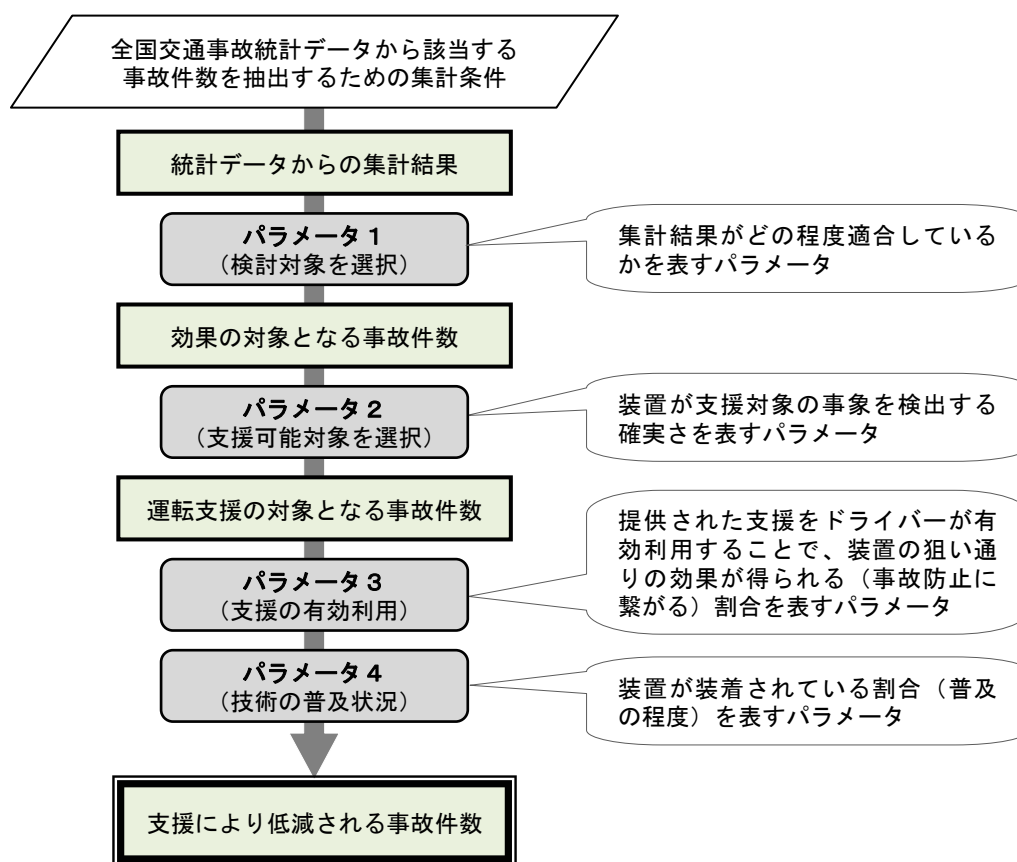 全国交通事故統計データから該当する
事故件数を抽出するための集計条件
統計データからの集計結果
パラメータ１
（検討対象を選択）
集計結果がどの程度適合している
かを表すパラメータ
効果の対象となる事故件数
パラメータ２
（支援可能対象を選択）
装置が支援対象の事象を検出する
確実さを表すパラメータ
運転支援の対象となる事故件数
パラメータ３
（支援の有効利用）
提供された支援をドライバーが有
効利用することで、装置の狙い通
りの効果が得られる（事故防止に
繋がる）割合を表すパラメータ
パラメータ４
（技術の普及状況）
装置が装着されている割合（普及
の程度）を表すパラメータ
支援により低減される事故件数